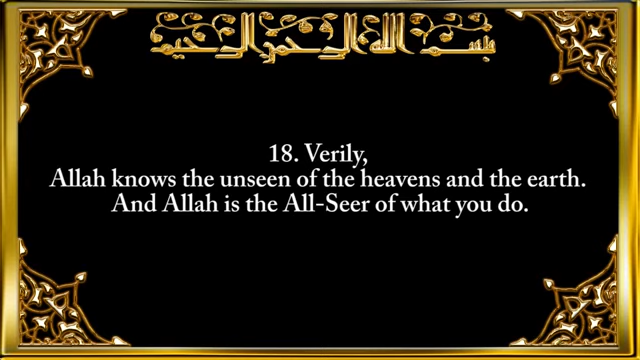 بسم الله الرحمن الرحيم
18. Verily,
Allah knows the unseen of the heavens and the earth.
And Allah is the All-Seer of what you do.